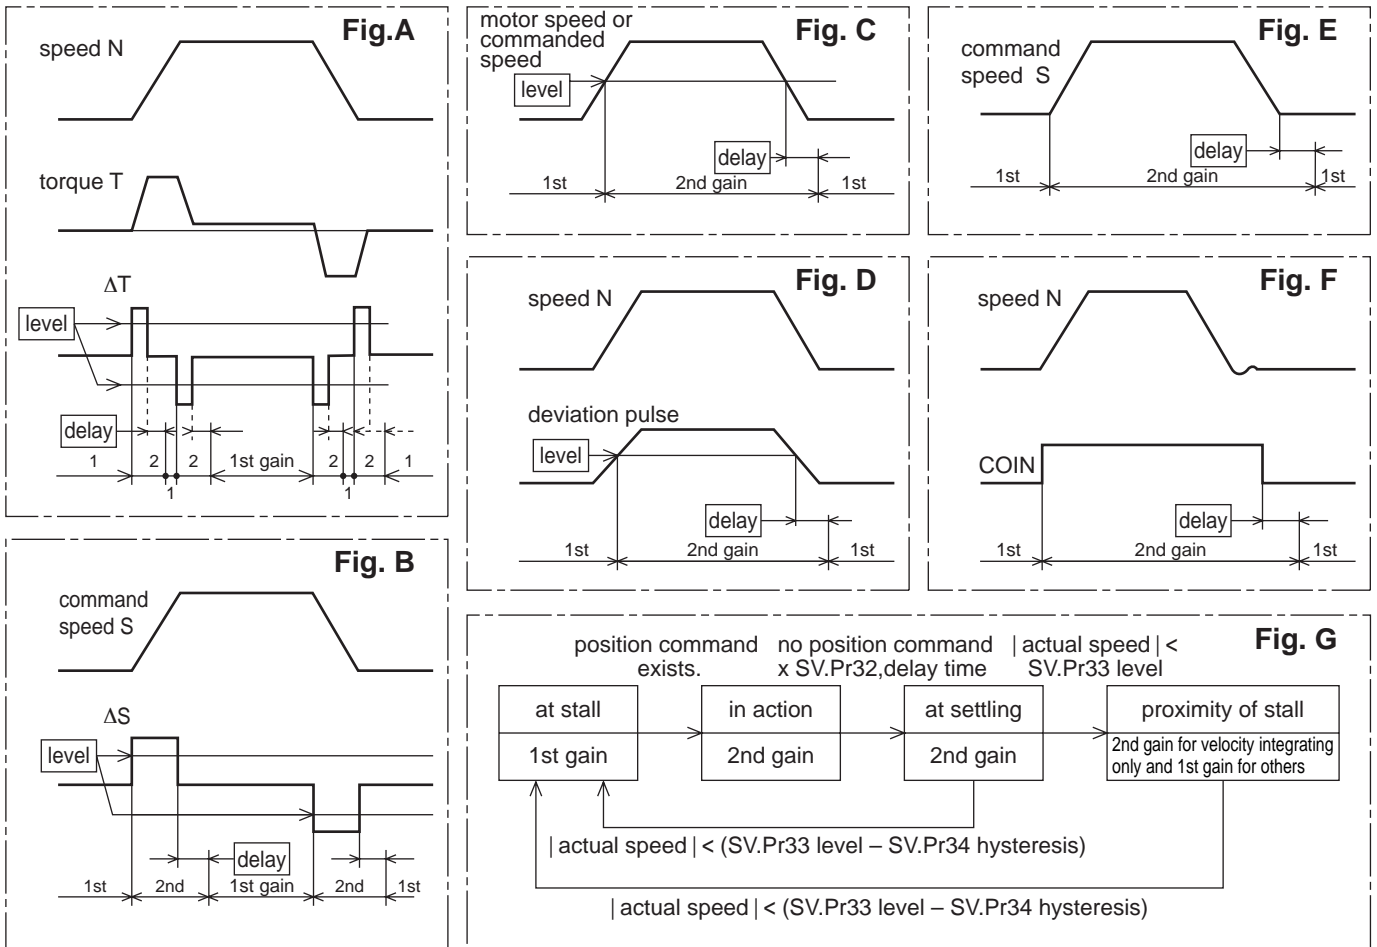 Fig.A
speed N
torque T
ΔT
level
delay
1 2 2 1st gain 2 2 1
1 1
Fig. B
command
speed S
ΔS
level
delay
1st 2nd 1st gain 2nd 1st
Fig. C
motor speed or
commanded
speed
level
delay
1st 2nd gain 1st
Fig. D
speed N
deviation pulse
level
delay
1st 2nd gain 1st
Fig. E
command
speed S
delay
1st 2nd gain 1st
Fig. F
speed N
COIN
delay
1st 2nd gain 1st
Fig. G
position command
exists.
no position command
x SV.Pr32,delay time
| actual speed | <
SV.Pr33 level
at stall
1st gain
in action
2nd gain
at settling
2nd gain
proximity of stall
2nd gain for velocity integrating
only and 1st gain for others
| actual speed | < (SV.Pr33 level – SV.Pr34 hysteresis)
| actual speed | < (SV.Pr33 level – SV.Pr34 hysteresis)